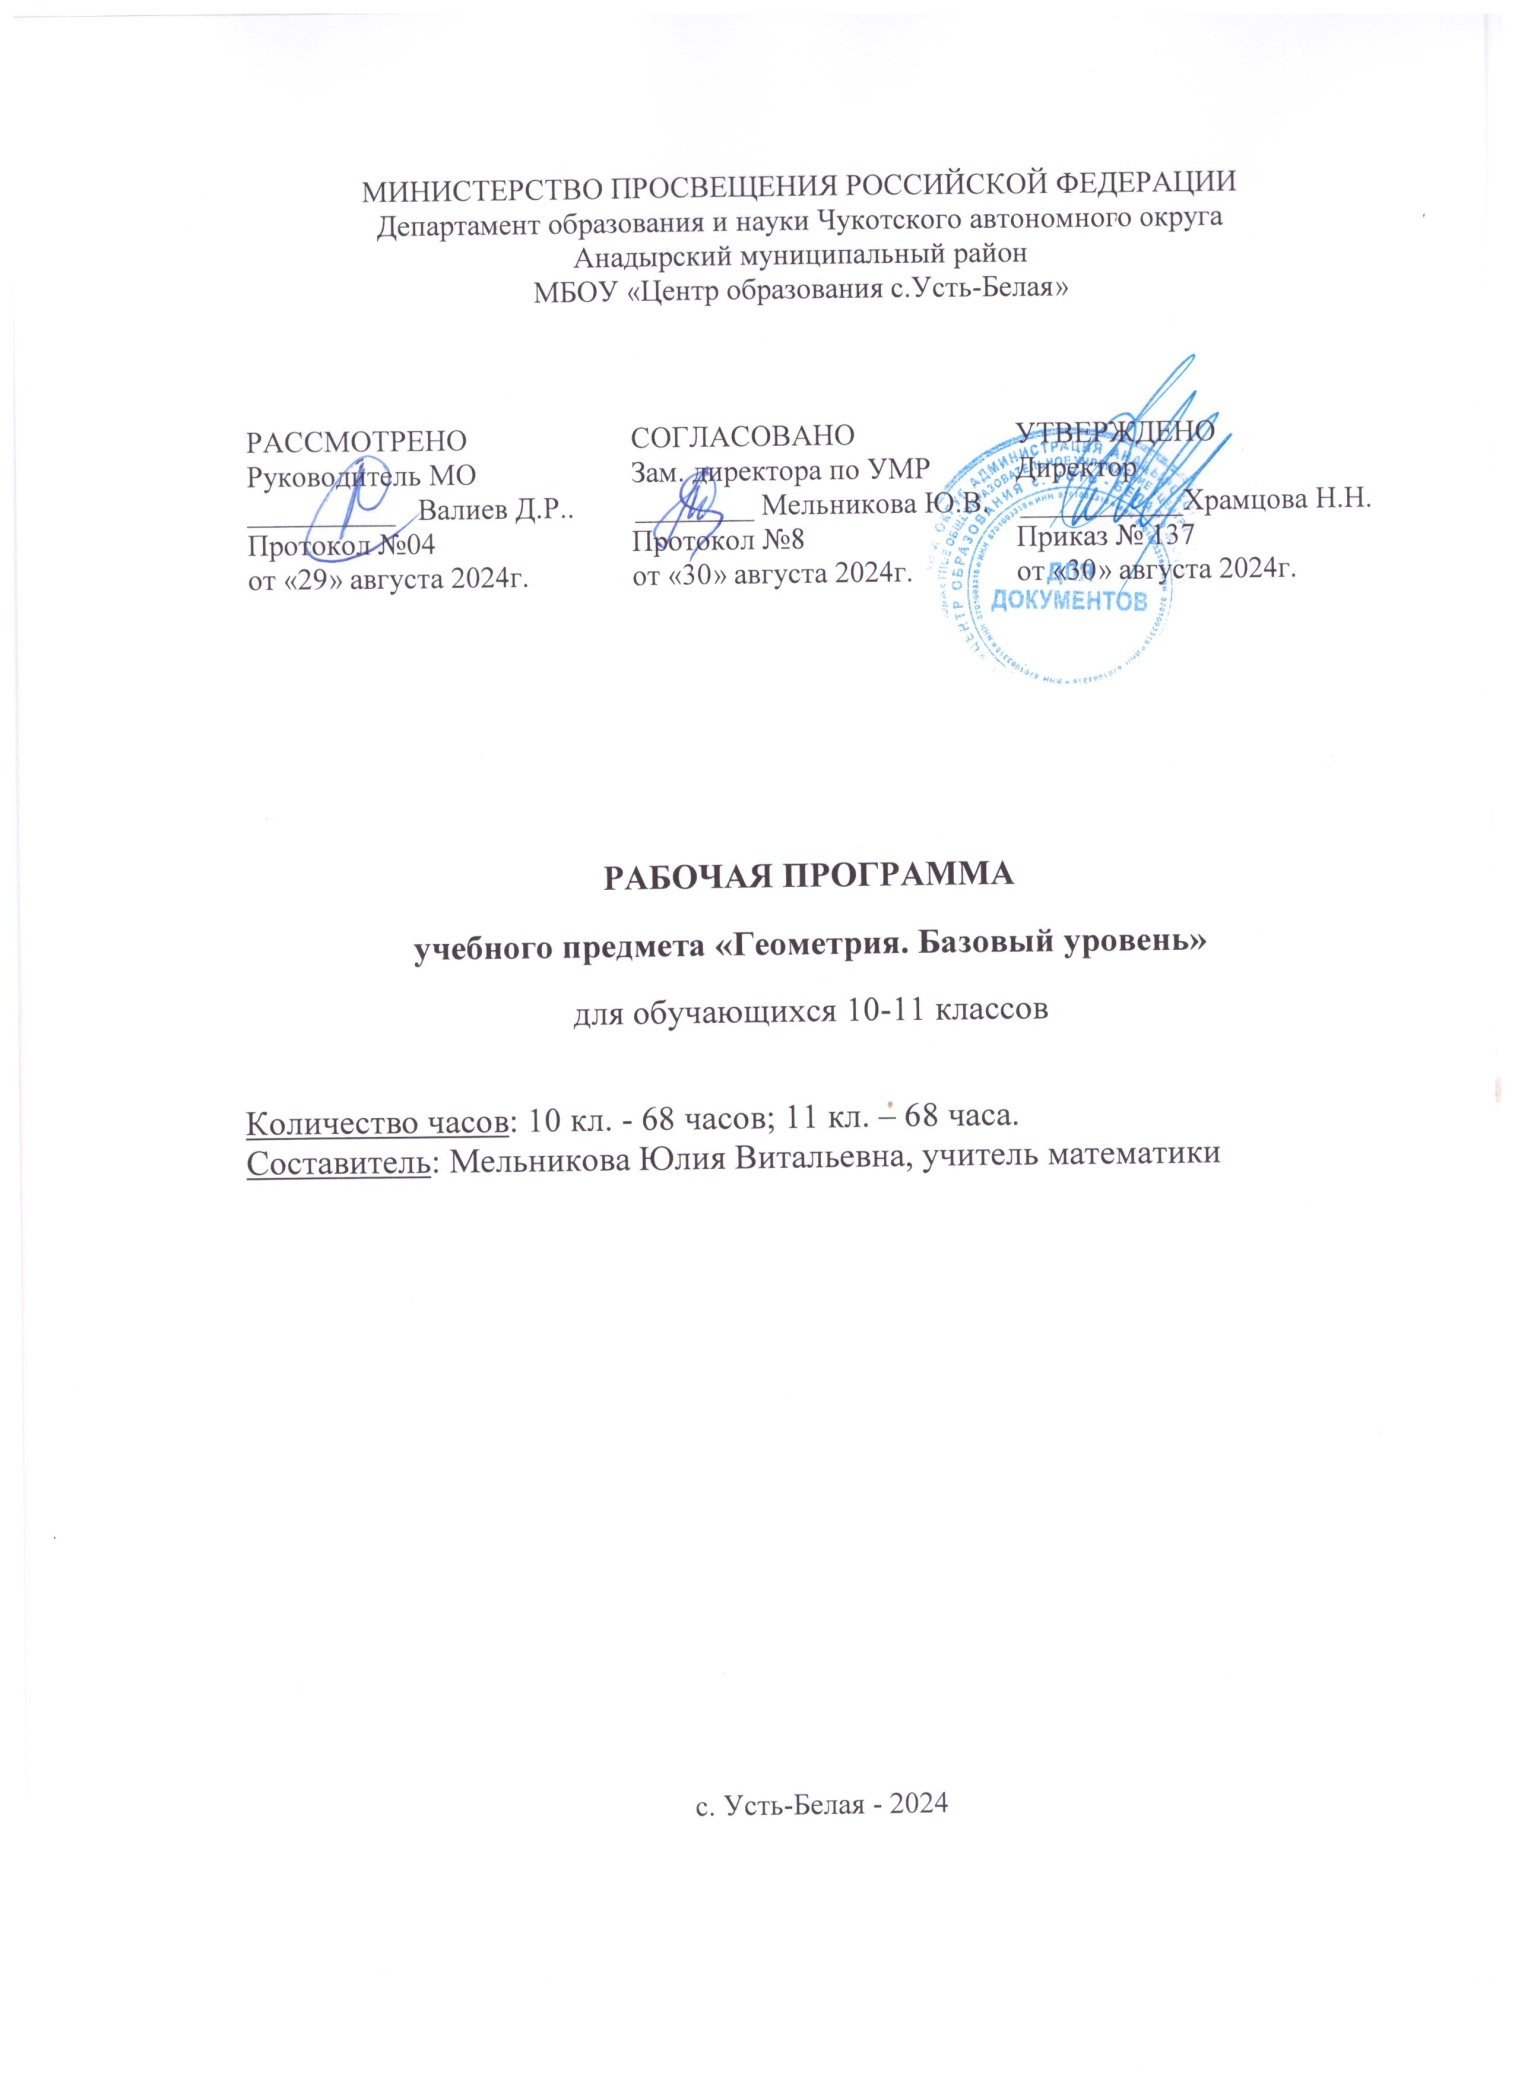 МИНИСТЕРСТВО ПРОСВЕЩЕНИЯ РОССИЙСКОЙ ФЕДЕРАЦИИ
Департамент образования и науки Чукотского автономного округа
Анадырский муниципальный район
МБОУ «Центр образования с.Усть-Белая»
РАССМОТРЕНО
Руководитель МО
___________ Валиев Д.Р..
Протокол №04
от «29» августа 2024г.
СОГЛАСОВАНО
Зам. директора по УМР
_________ Мельникова Ю.В.
Протокол №8
от «30» августа 2024г.
УТВЕРЖДЕНО
Директор
____________Храмцова Н.Н.
Приказ № 137
от «30» августа 2024г.
ДЛЯ
ДОКУМЕНТОВ
РАБОЧАЯ ПРОГРАММА
учебного предмета «Геометрия. Базовый уровень»
для обучающихся 10-11 классов
Количество часов: 10 кл. - 68 часов; 11 кл. – 68 часа.
Составитель: Мельникова Юлия Витальевна, учитель математики
с. Усть-Белая - 2024